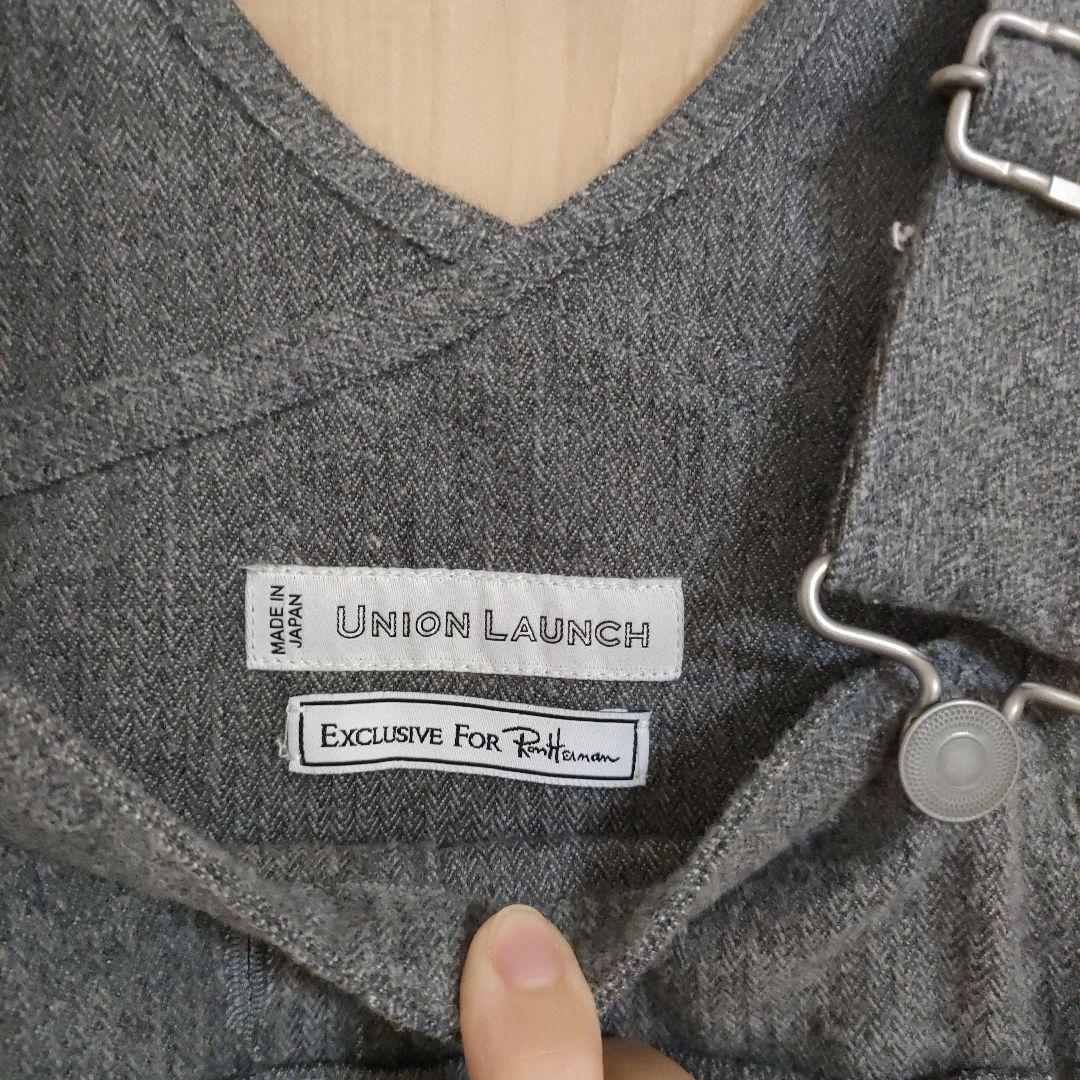 MADE IN
JAPAN
UNION LAUNCH
EXCLUSIVE FOR Ron Herman